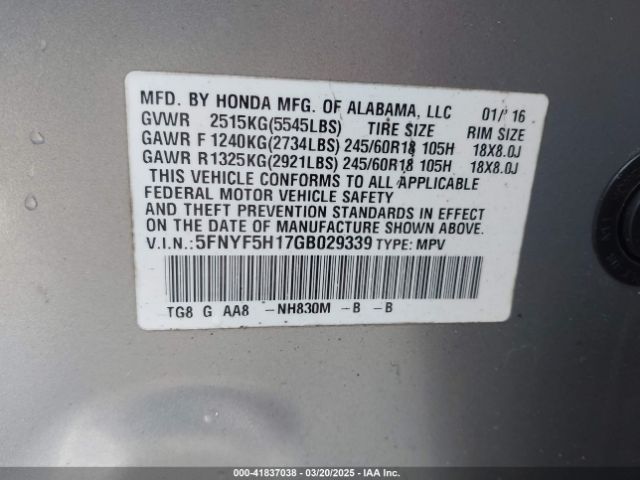 MFD. BY HONDA MFG. OF ALABAMA, LLC 01/16
GVWR 2515KG(5545LBS) TIRE SIZE RIM SIZE
GAWR F 1240KG(2734LBS) 245/60R18 105H 18X8.0J
GAWR R 1325KG(2921LBS) 245/60R18 105H 18X8.0J
THIS VEHICLE CONFORMS TO ALL APPLICABLE
FEDERAL MOTOR VEHICLE SAFETY
AND THEFT PREVENTION STANDARDS IN EFFECT
ON THE DATE OF MANUFACTURE SHOWN ABOVE.
V.I.N.:5FNYF5H17GB029339 TYPE: MPV
TG8 G AA8 -NH830M -B -B
000-41837038 - 03/20/2025 - IAA Inc.